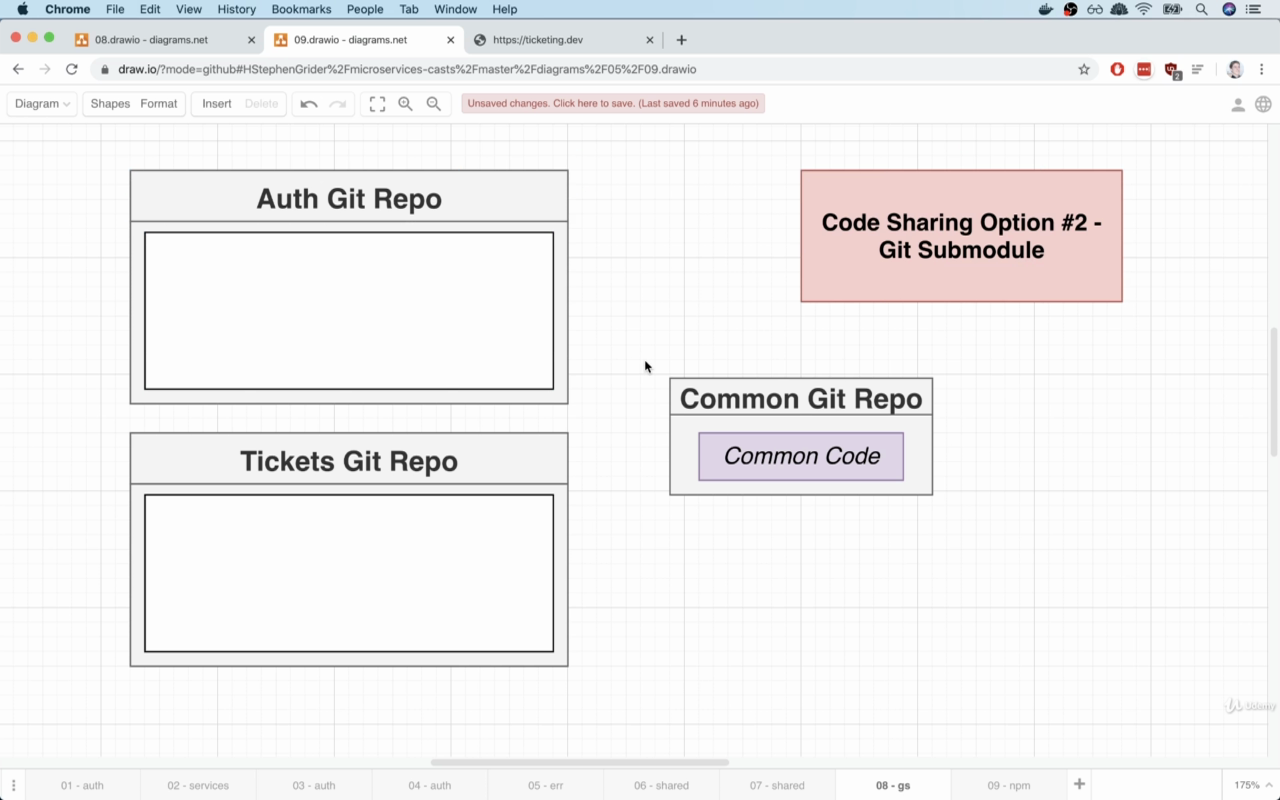 Chrome File Edit View History Bookmarks People Tab Window Help
08.drawio - diagrams.net
09.drawio - diagrams.net
https://ticketing.dev
draw.io/?mode=github#HStephenGrider%2Fmicroservices-casts%2Fmaster%2Fdiagrams%2F05%2F09.drawio
2
Diagram Shapes Format Insert Delete
Unsaved changes. Click here to save. (Last saved 6 minutes ago)
Auth Git Repo
Code Sharing Option #2 -
Git Submodule
Common Git Repo
Common Code
Tickets Git Repo
Udemy
01 - auth 02 - services 03 - auth 04 - auth 05 - err 06 - shared 07 - shared 08 - gs 09 - npm
175%